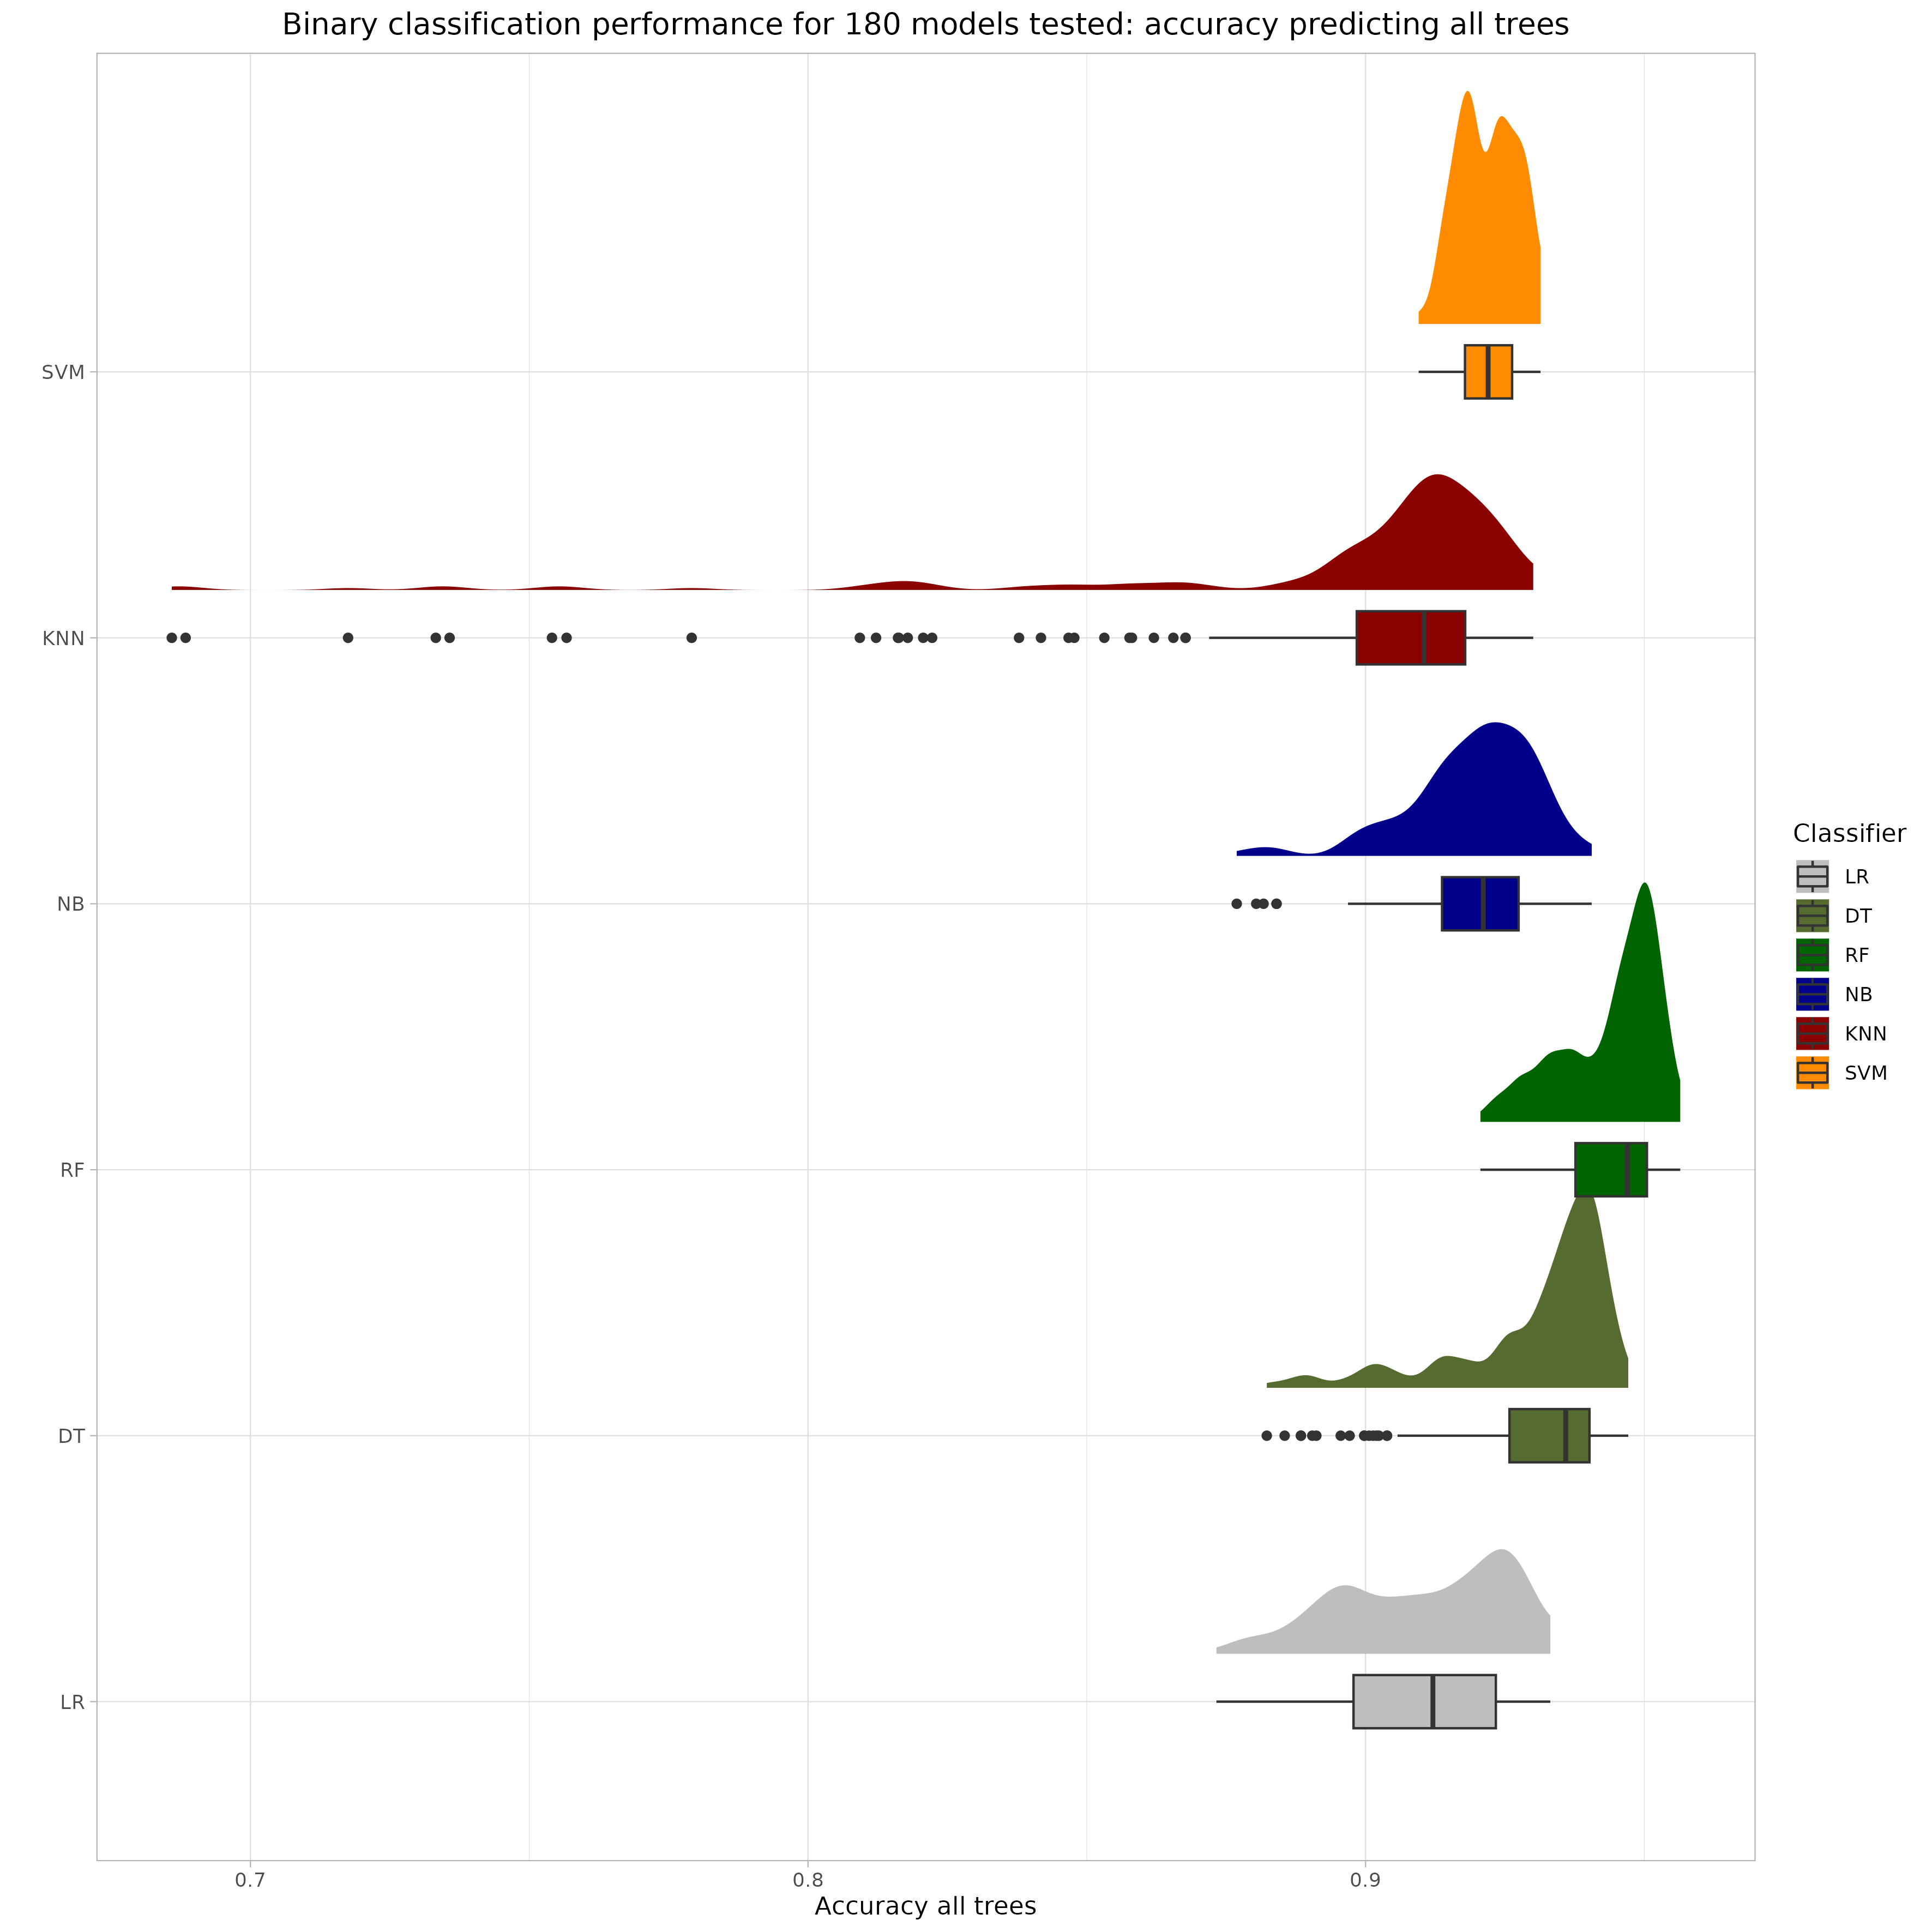 Binary classification performance for 180 models tested: accuracy predicting all trees
SVM
KNN
NB
RF
DT
LR
0.7
0.8
0.9
Accuracy all trees
Classifier
LR
DT
RF
NB
KNN
SVM